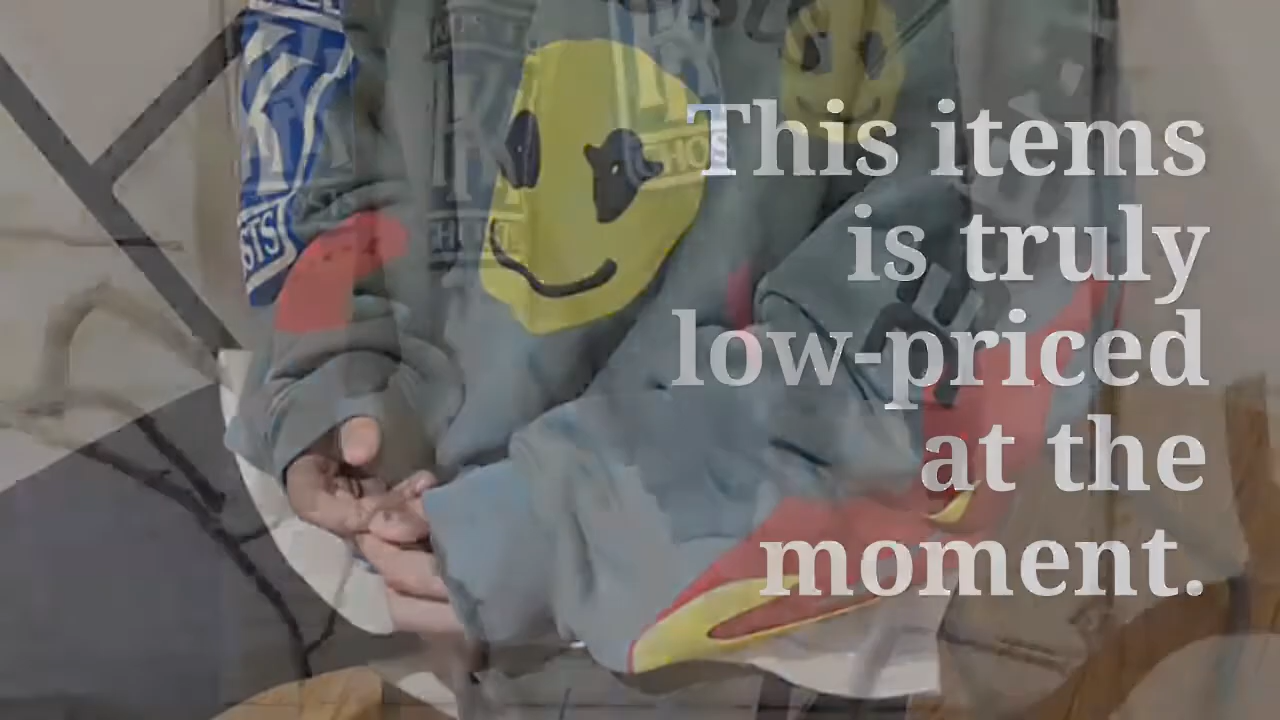 This items
is truly
low-priced
at the
moment.